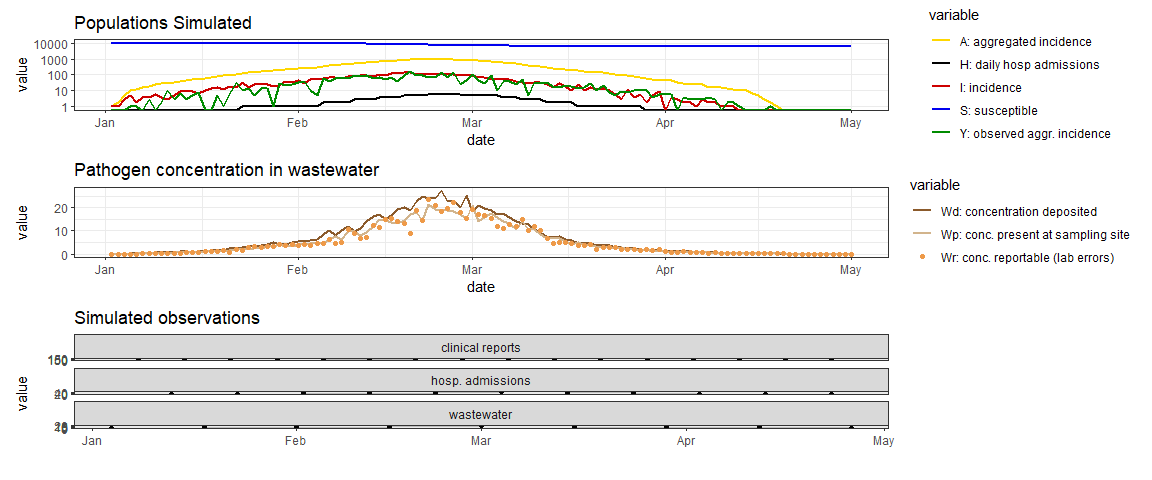 Populations Simulated
value
10000
1000
100
10
1
Jan
Feb
Mar
Apr
May
date
variable
A: aggregated incidence
H: daily hosp admissions
I: incidence
S: susceptible
Y: observed aggr. incidence
Pathogen concentration in wastewater
value
20
10
0
Jan
Feb
Mar
Apr
May
date
variable
Wd: concentration deposited
Wp: conc. present at sampling site
Wr: conc. reportable (lab errors)
Simulated observations
value
clinical reports
hosp. admissions
wastewater
Jan
Feb
Mar
Apr
May